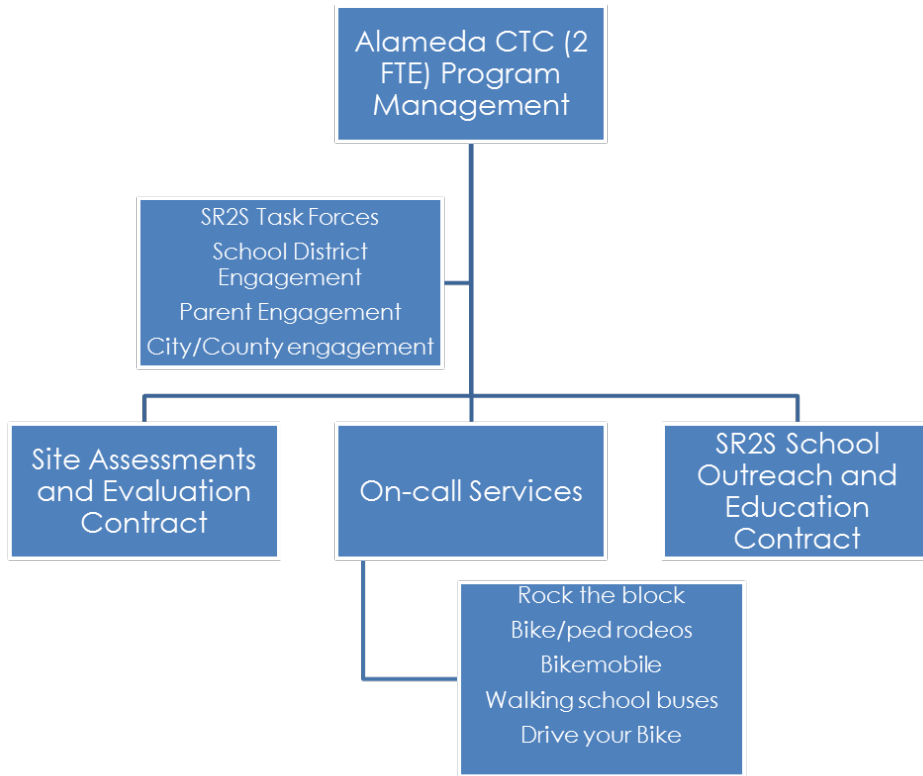 Alameda CTC (2
FTE) Program
Management
SR2S Task Forces
School District
Engagement
Parent Engagement
City/County engagement
Site Assessments
and Evaluation
Contract
On-call Services
SR2S School
Outreach and
Education
Contract
Rock the block
Bike/ped rodeos
Bikemobile
Walking school buses
Drive your Bike